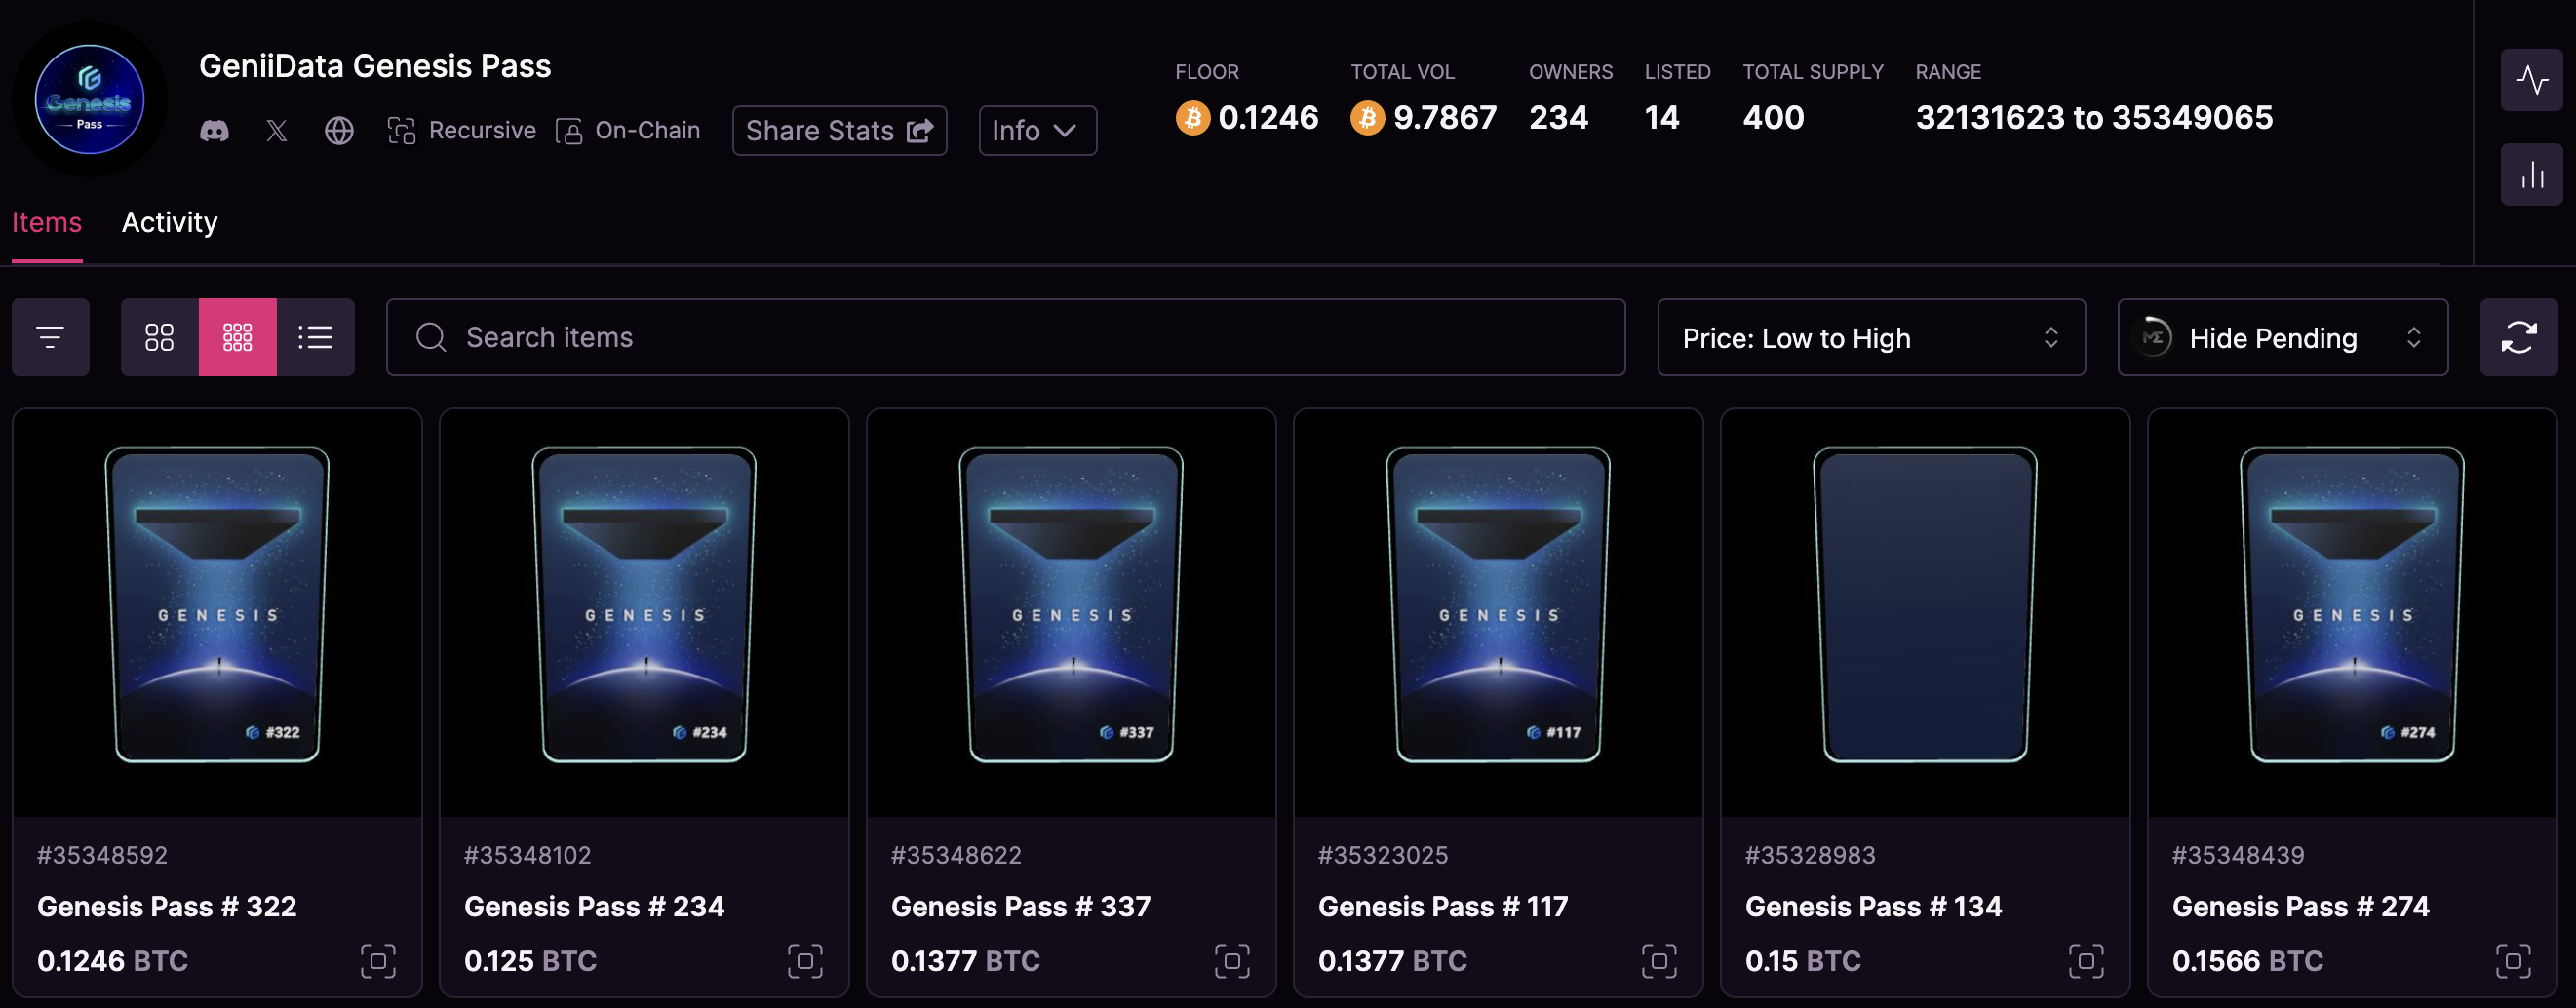 GeniiData Genesis Pass
Genesis
Pass
Recursive
On-Chain
Share Stats
Info
FLOOR
0.1246
TOTAL VOL
9.7867
OWNERS
234
LISTED
14
TOTAL SUPPLY
400
RANGE
32131623 to 35349065
Items
Activity
Search items
Price: Low to High
ME
Hide Pending
GENESIS
#322
#35348592
Genesis Pass # 322
0.1246 BTC
GENESIS
#234
#35348102
Genesis Pass # 234
0.125 BTC
GENESIS
#337
#35348622
Genesis Pass # 337
0.1377 BTC
GENESIS
#117
#35323025
Genesis Pass # 117
0.1377 BTC
#35328983
Genesis Pass # 134
0.15 BTC
GENESIS
#274
#35348439
Genesis Pass # 274
0.1566 BTC